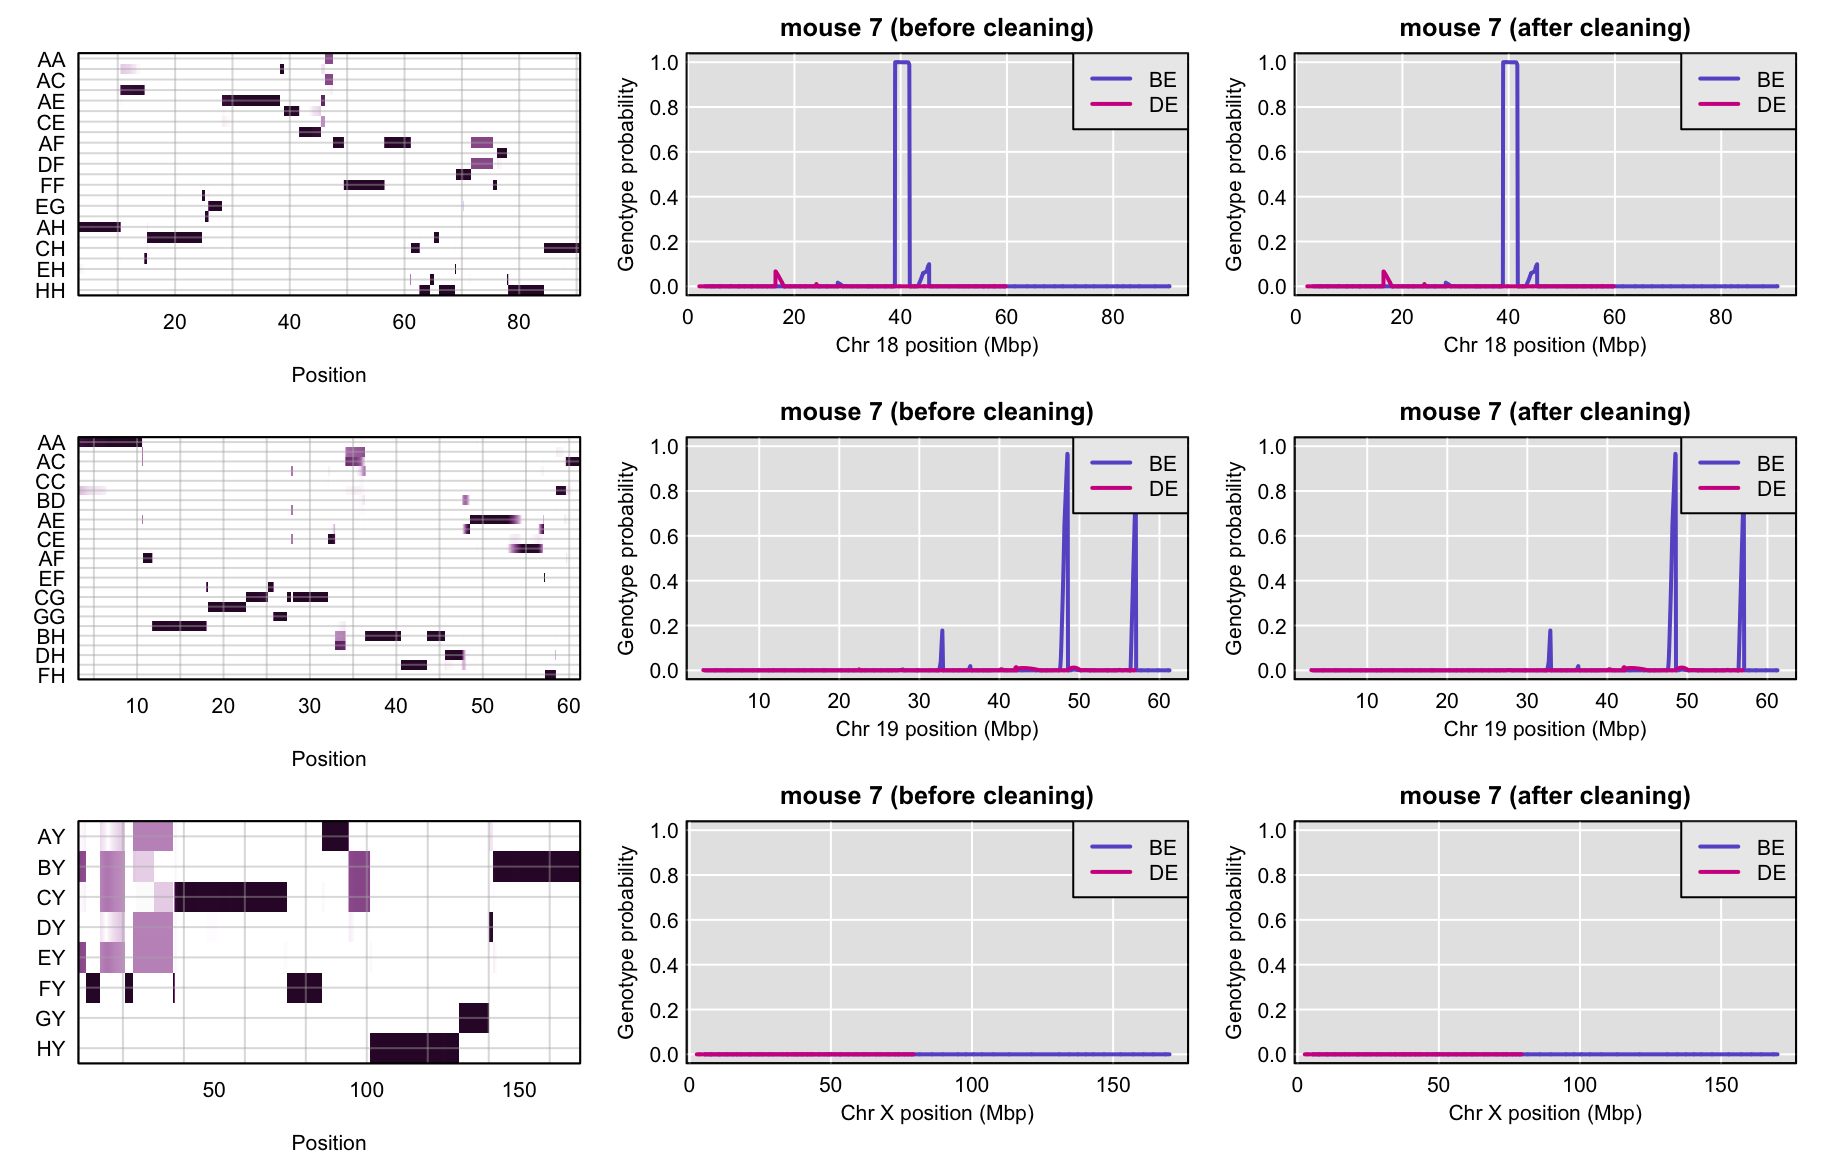 AA
AC
AE
CE
AF
DF
FF
EG
AH
CH
EH
HH
20 40 60 80
Position
mouse 7 (before cleaning)
Genotype probability
1.0
0.8
0.6
0.4
0.2
0.0
BE
DE
0 20 40 60 80
Chr 18 position (Mbp)
mouse 7 (after cleaning)
Genotype probability
1.0
0.8
0.6
0.4
0.2
0.0
BE
DE
0 20 40 60 80
Chr 18 position (Mbp)
AA
AC
CC
BD
AE
CE
AF
EF
CG
GG
BH
DH
FH
10 20 30 40 50 60
Position
mouse 7 (before cleaning)
Genotype probability
1.0
0.8
0.6
0.4
0.2
0.0
BE
DE
10 20 30 40 50 60
Chr 19 position (Mbp)
mouse 7 (after cleaning)
Genotype probability
1.0
0.8
0.6
0.4
0.2
0.0
BE
DE
10 20 30 40 50 60
Chr 19 position (Mbp)
AY
BY
CY
DY
EY
FY
GY
HY
50 100 150
Position
mouse 7 (before cleaning)
Genotype probability
1.0
0.8
0.6
0.4
0.2
0.0
BE
DE
0 50 100 150
Chr X position (Mbp)
mouse 7 (after cleaning)
Genotype probability
1.0
0.8
0.6
0.4
0.2
0.0
BE
DE
0 50 100 150
Chr X position (Mbp)